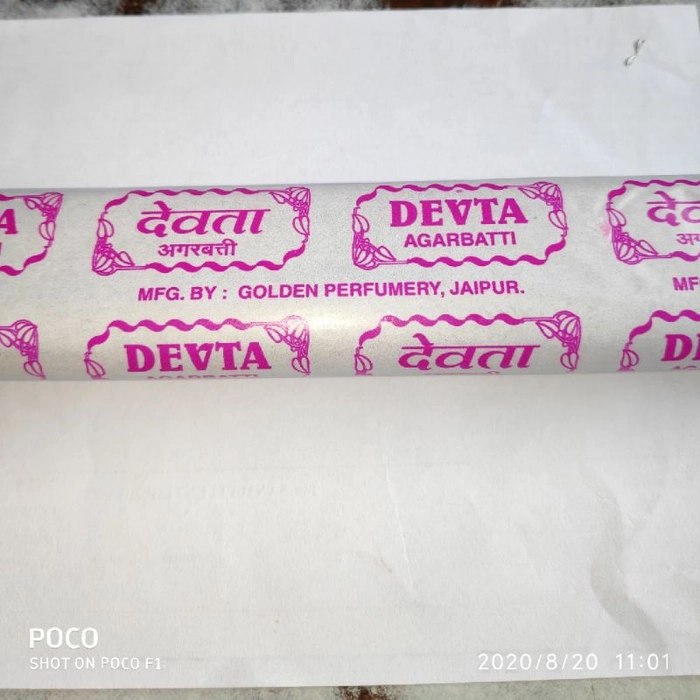 देवता
अगरबत्ती
DEVTA
AGARBATTI
MFG. BY : GOLDEN PERFUMERY, JAIPUR.
DEVTA
देवता
POCO
SHOT ON POCO F1
2020/8/20 11:01